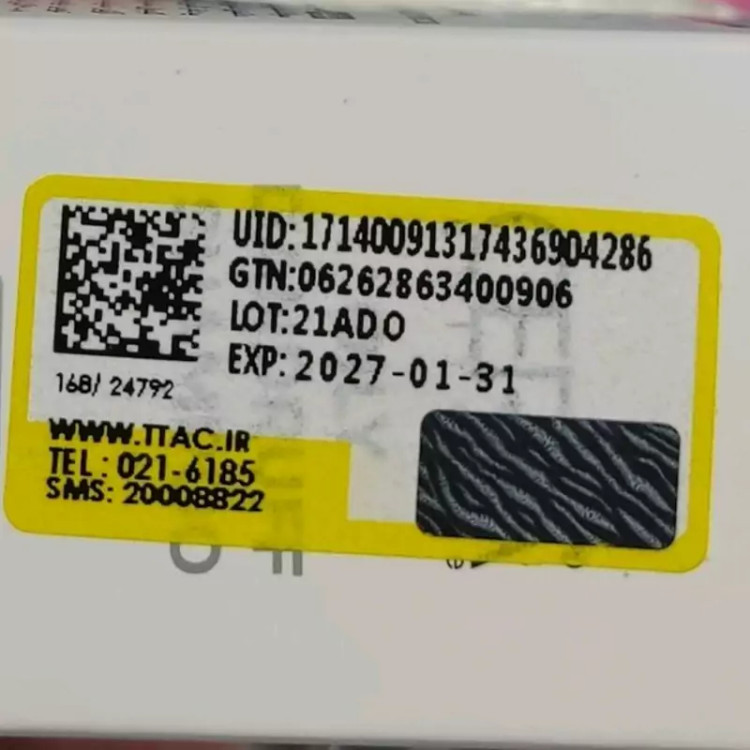 UID:17140091317436904286
GTN:06262863400906
LOT:21ADO
EXP: 2027-01-31
168/ 24792
WWW.TTAC.IR
TEL : 021-6185
SMS: 20008822